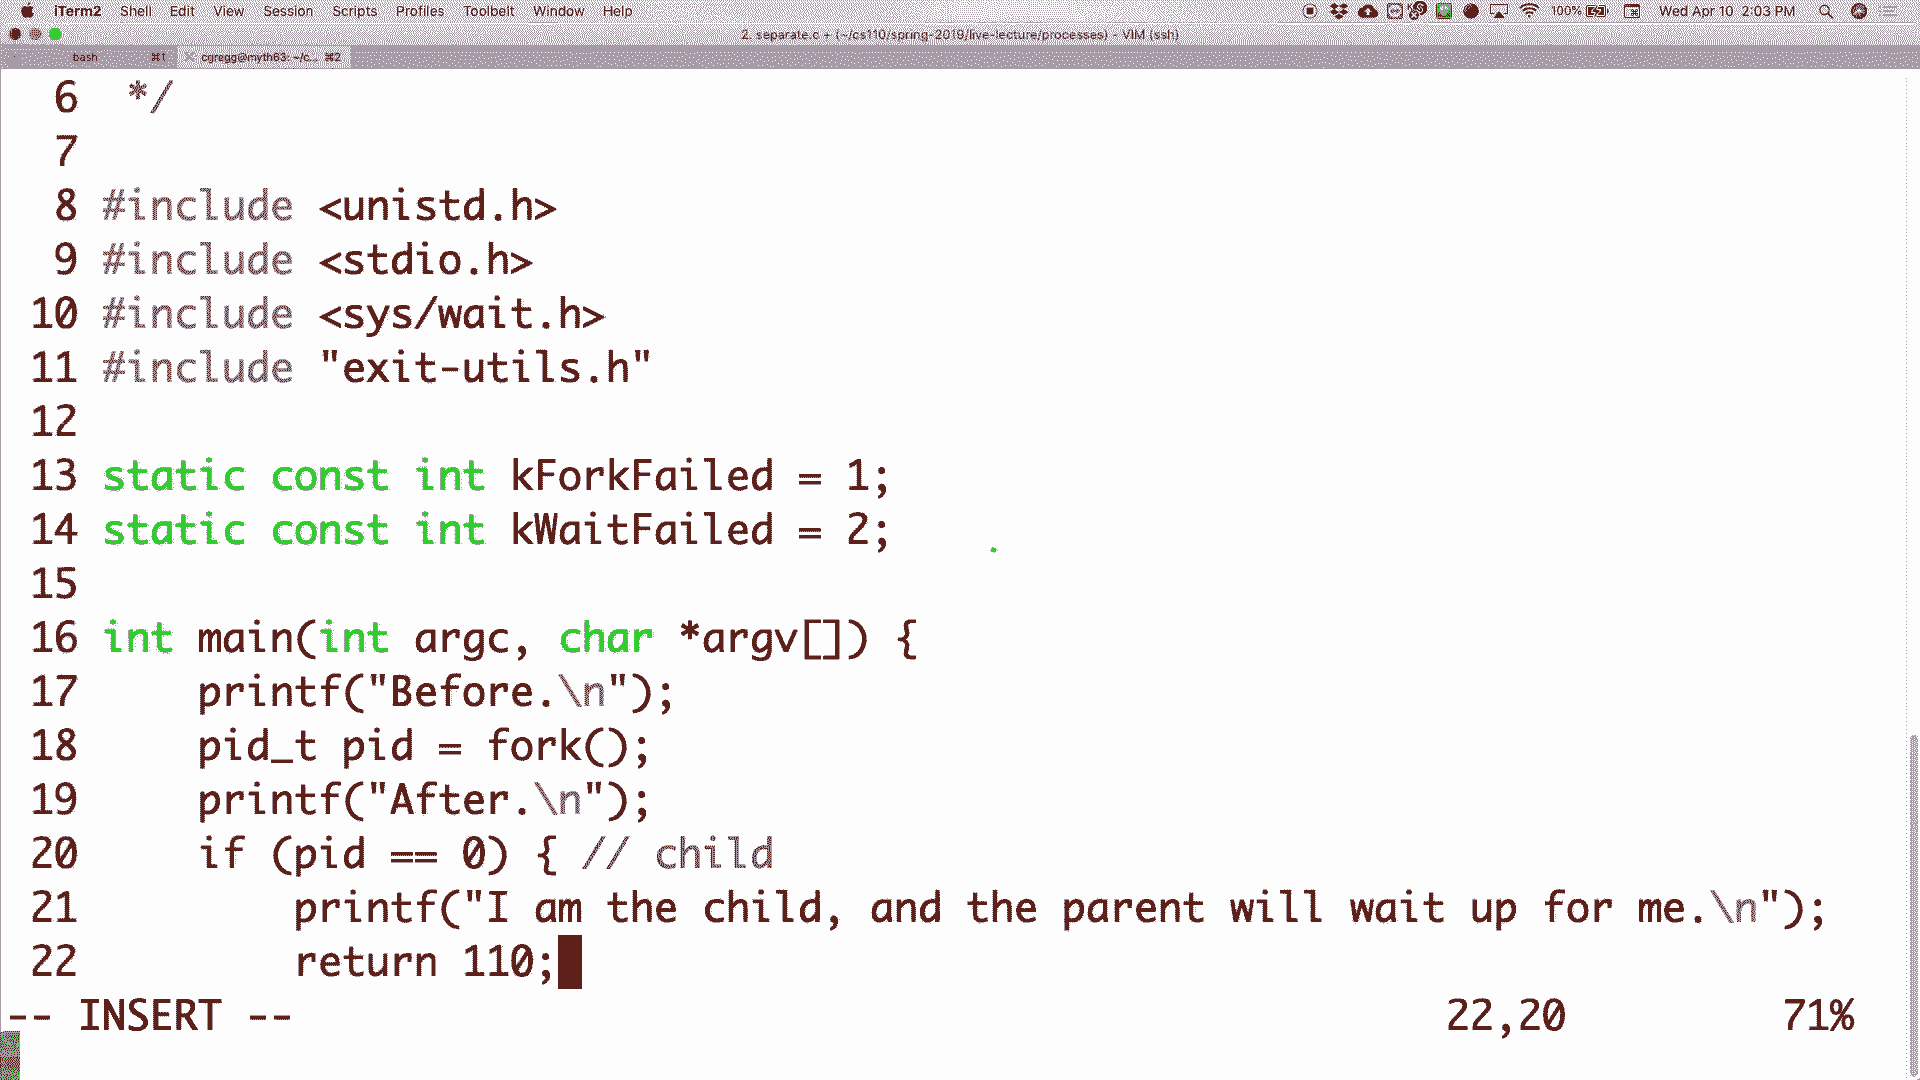 iTerm2 Shell Edit View Session Scripts Profiles Toolbelt Window Help 100% Wed Apr 10 2:03 PM
2. separate.c + (~/cs110/spring-2019/live-lecture/processes) - VIM (ssh)
bash ⌘1 cgregg@myth63: ~/c... ⌘2
6 */
7
8 #include <unistd.h>
9 #include <stdio.h>
10 #include <sys/wait.h>
11 #include "exit-utils.h"
12
13 static const int kForkFailed = 1;
14 static const int kWaitFailed = 2;
15
16 int main(int argc, char *argv[]) {
17 printf("Before.\n");
18 pid_t pid = fork();
19 printf("After.\n");
20 if (pid == 0) { // child
21 printf("I am the child, and the parent will wait up for me.\n");
22 return 110;
-- INSERT -- 22,20 71%